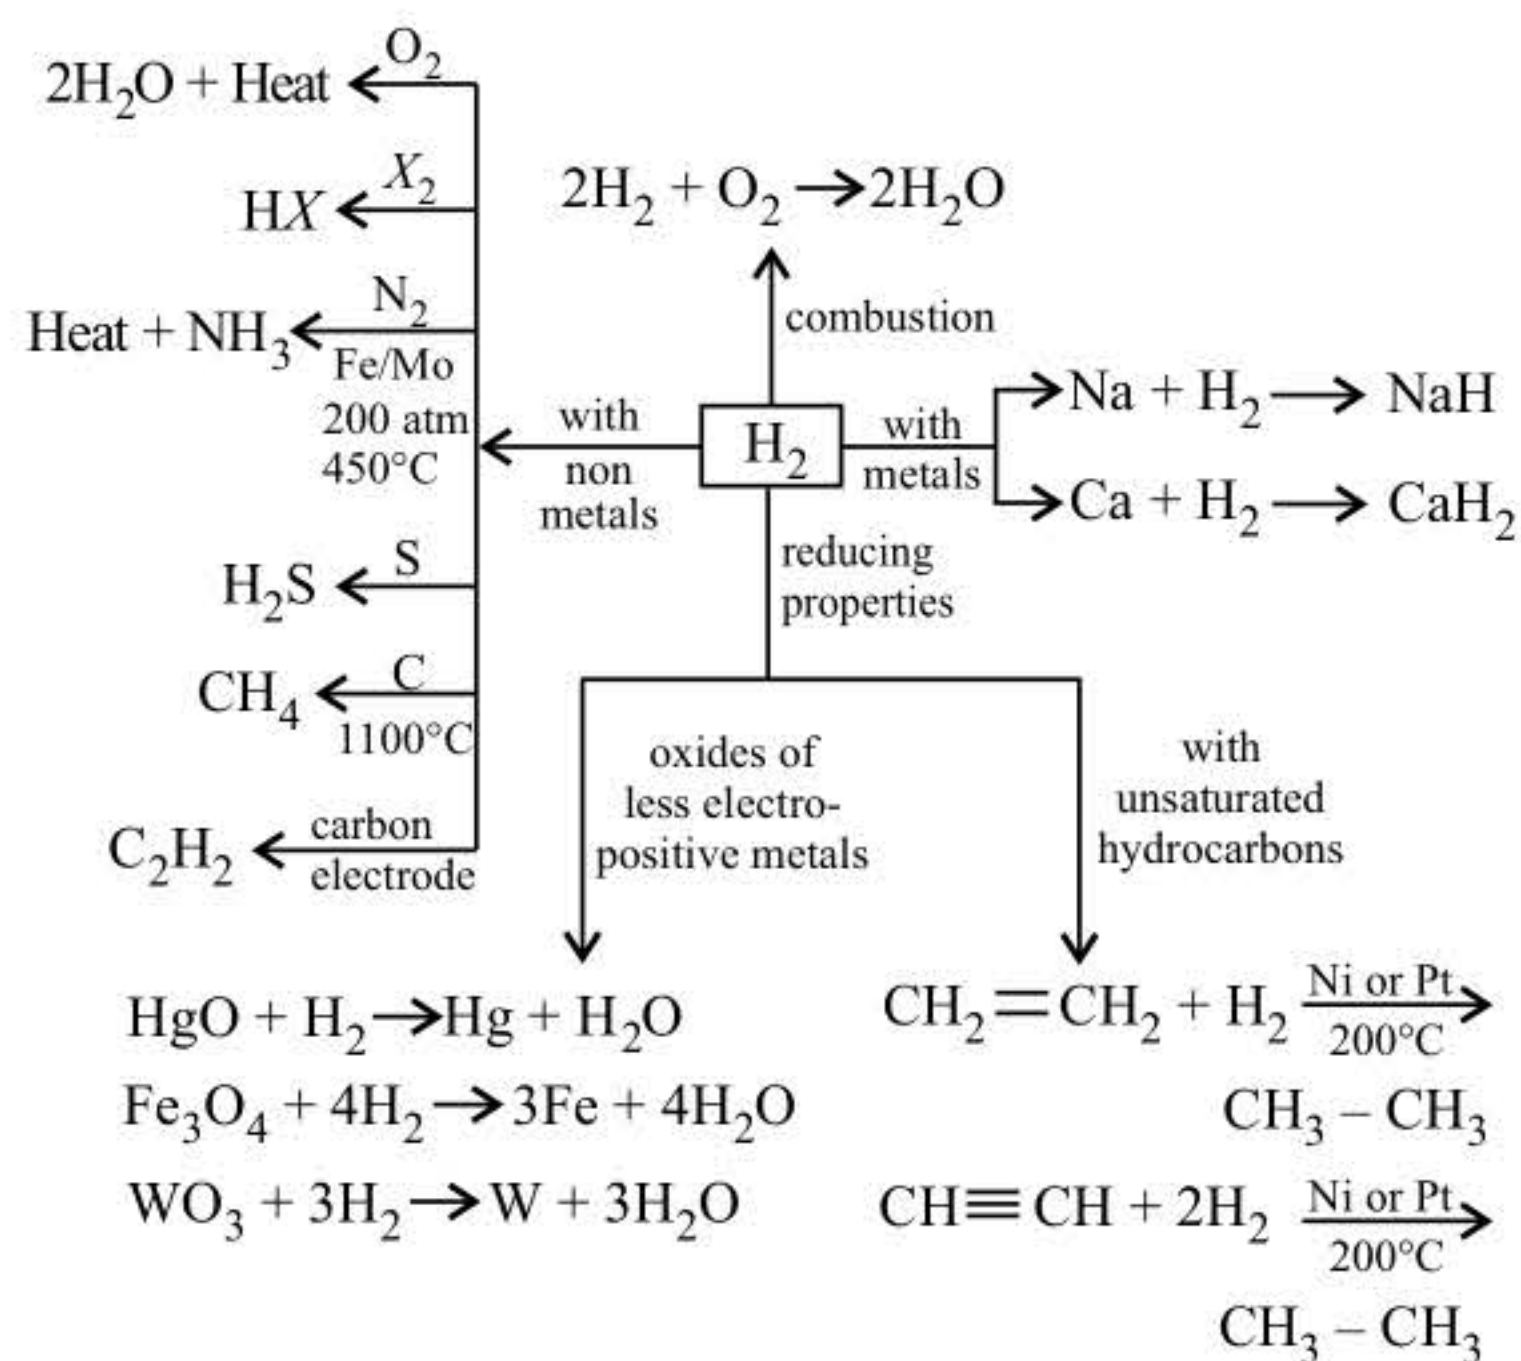 O₂
2H₂O + Heat ←
X₂
HX ←
N₂
Heat + NH₃ ←
Fe/Mo
200 atm
450°C
S
H₂S ←
C
CH₄ ←
1100°C
carbon
C₂H₂ ←
electrode
with
non
metals
2H₂ + O₂ → 2H₂O
combustion
H₂
with
metals
Na + H₂ → NaH
Ca + H₂ → CaH₂
reducing
properties
oxides of
less electro-
positive metals
HgO + H₂ → Hg + H₂O
Fe₃O₄ + 4H₂ → 3Fe + 4H₂O
WO₃ + 3H₂ → W + 3H₂O
with
unsaturated
hydrocarbons
Ni or Pt
CH₂=CH₂ + H₂ →
200°C
CH₃ – CH₃
Ni or Pt
CH≡CH + 2H₂ →
200°C
CH₃ – CH₃